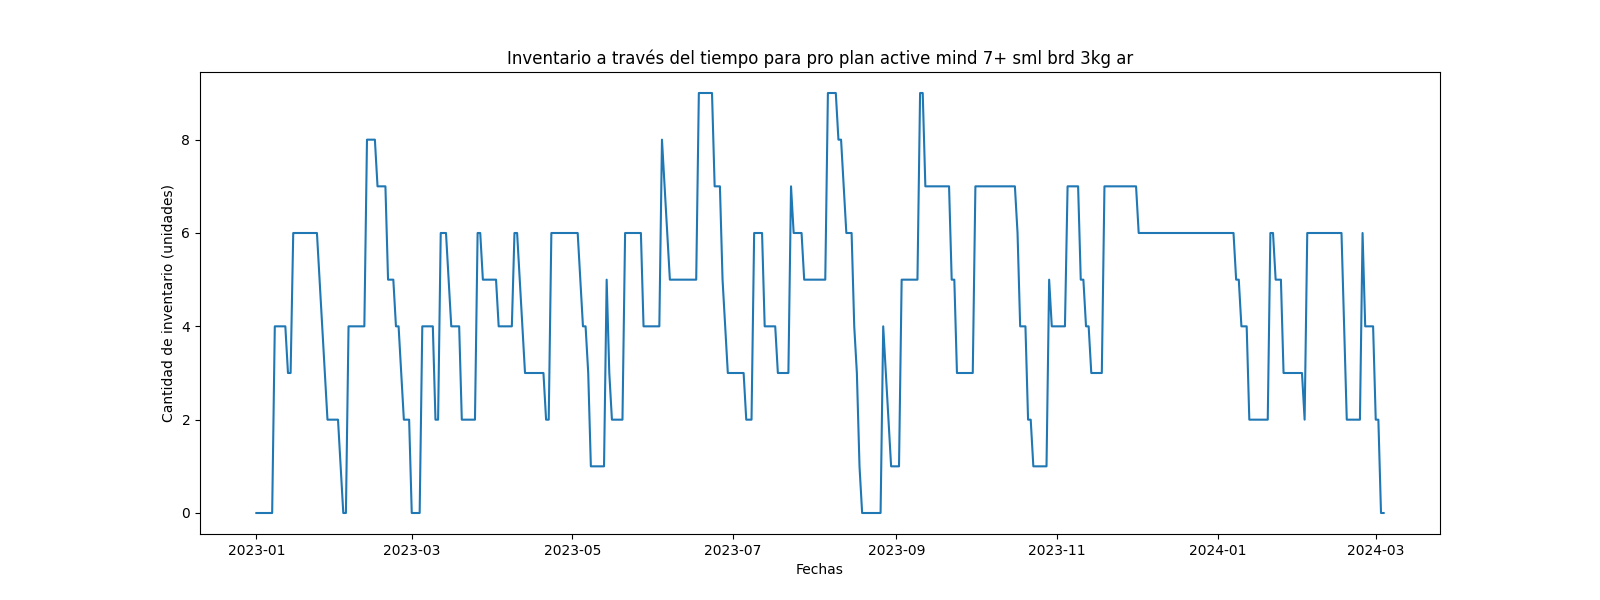 Inventario a través del tiempo para pro plan active mind 7+ sml brd 3kg ar
Cantidad de inventario (unidades)
8
6
4
2
0
2023-01 2023-03 2023-05 2023-07 2023-09 2023-11 2024-01 2024-03
Fechas